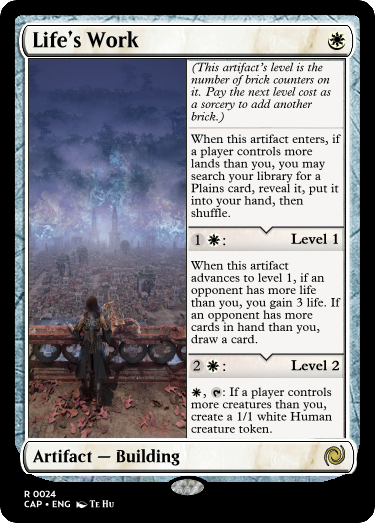 Life's Work
(This artifact's level is the
number of brick counters on
it. Pay the next level cost as
a sorcery to add another
brick.)
When this artifact enters, if
a player controls more
lands than you, you may
search your library for a
Plains card, reveal it, put it
into your hand, then
shuffle.
1 : Level 1
When this artifact
advances to level 1, if an
opponent has more life
than you, you gain 3 life. If
an opponent has more
cards in hand than you,
draw a card.
2 : Level 2
, : If a player controls
more creatures than you,
create a 1/1 white Human
creature token.
Artifact — Building
R 0024
CAP • ENG Te Hu